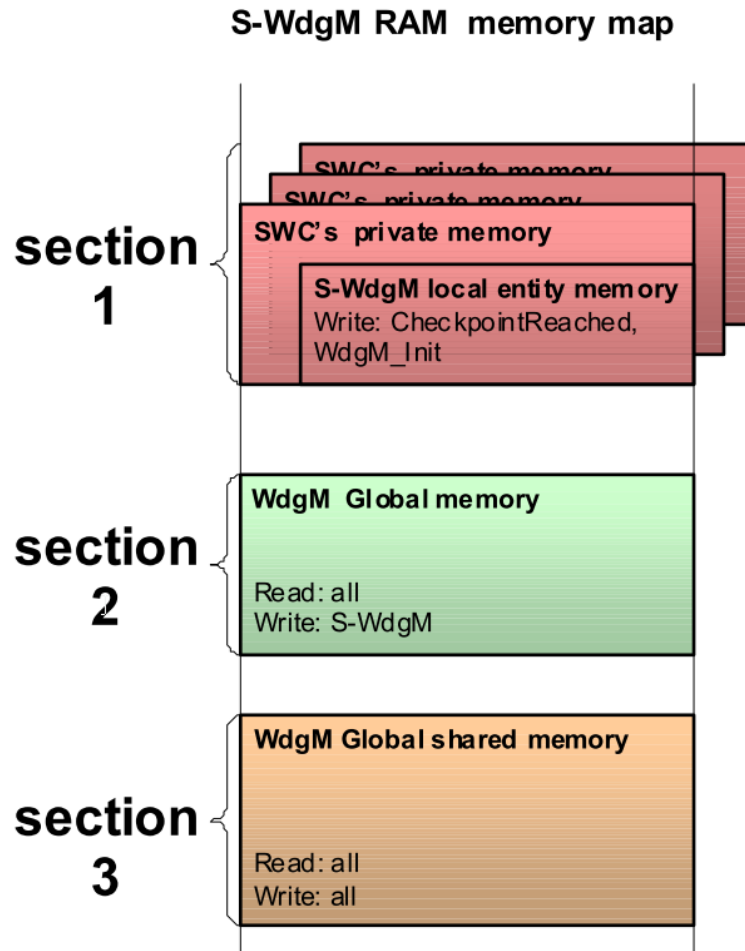 S-WdgM RAM memory map
SWC's private memory
SWC's private memory
SWC's private memory
section
1
S-WdgM local entity memory
Write: CheckpointReached,
WdgM_Init
WdgM Global memory
section
2
Read: all
Write: S-WdgM
WdgM Global shared memory
section
3
Read: all
Write: all